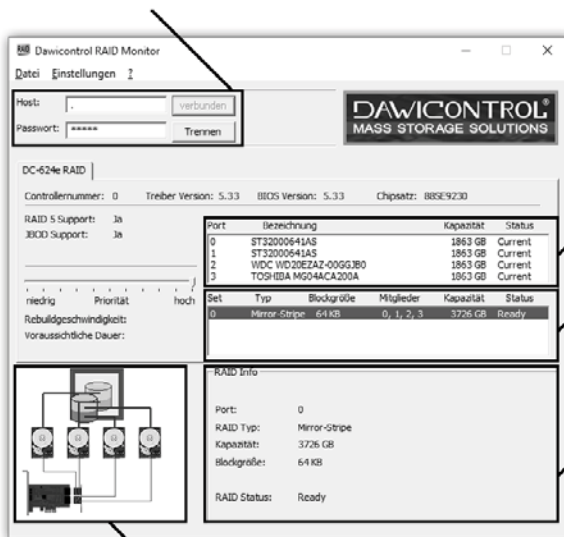 Dawicontrol RAID Monitor
Datei Einstellungen ?
Host: . verbunden
Passwort: ***** Trennen
DAWICONTROL
MASS STORAGE SOLUTIONS
DC-624e RAID
Controllernummer: 0 Treiber Version: 5.33 BIOS Version: 5.33 Chipsatz: 88SE9230
RAID 5 Support: Ja
JBOD Support: Ja
Port Bezeichnung Kapazität Status
0 ST32000641AS 1863 GB Current
1 ST32000641AS 1863 GB Current
2 WDC WD20EZAZ-00GGJB0 1863 GB Current
3 TOSHIBA MG04ACA200A 1863 GB Current
niedrig Priorität hoch
Rebuildgeschwindigkeit:
Voraussichtliche Dauer:
Set Typ Blockgröße Mitglieder Kapazität Status
0 Mirror-Stripe 64 KB 0, 1, 2, 3 3726 GB Ready
RAID Info
Port: 0
RAID Typ: Mirror-Stripe
Kapazität: 3726 GB
Blockgröße: 64 KB
RAID Status: Ready